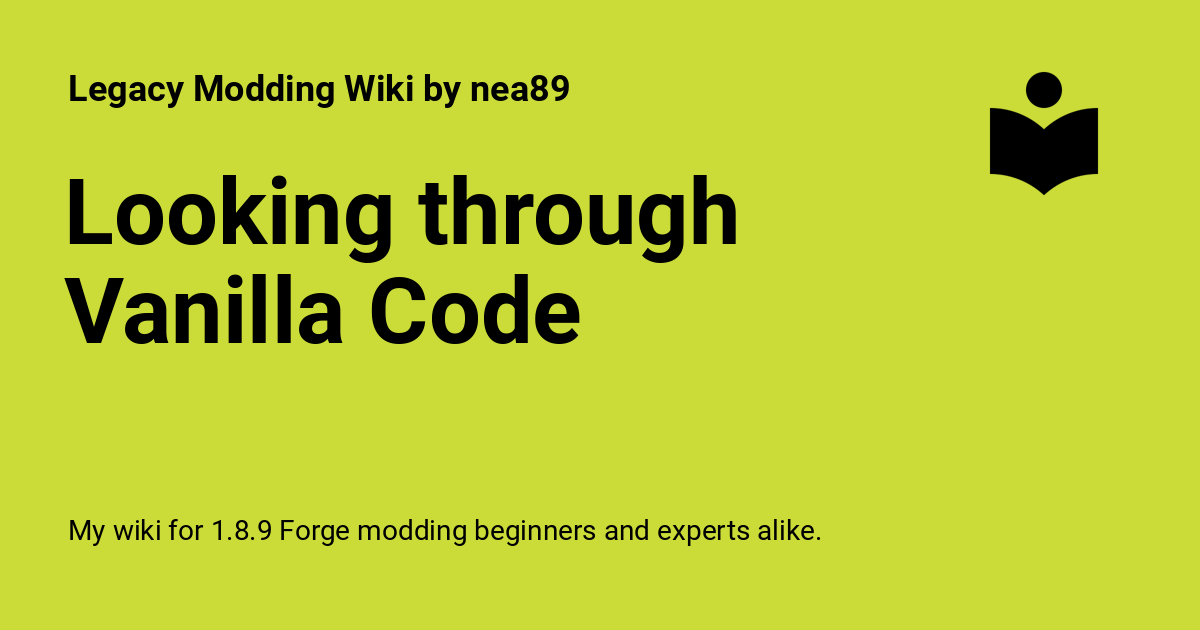 Legacy Modding Wiki by nea89
Looking through
Vanilla Code
My wiki for 1.8.9 Forge modding beginners and experts alike.